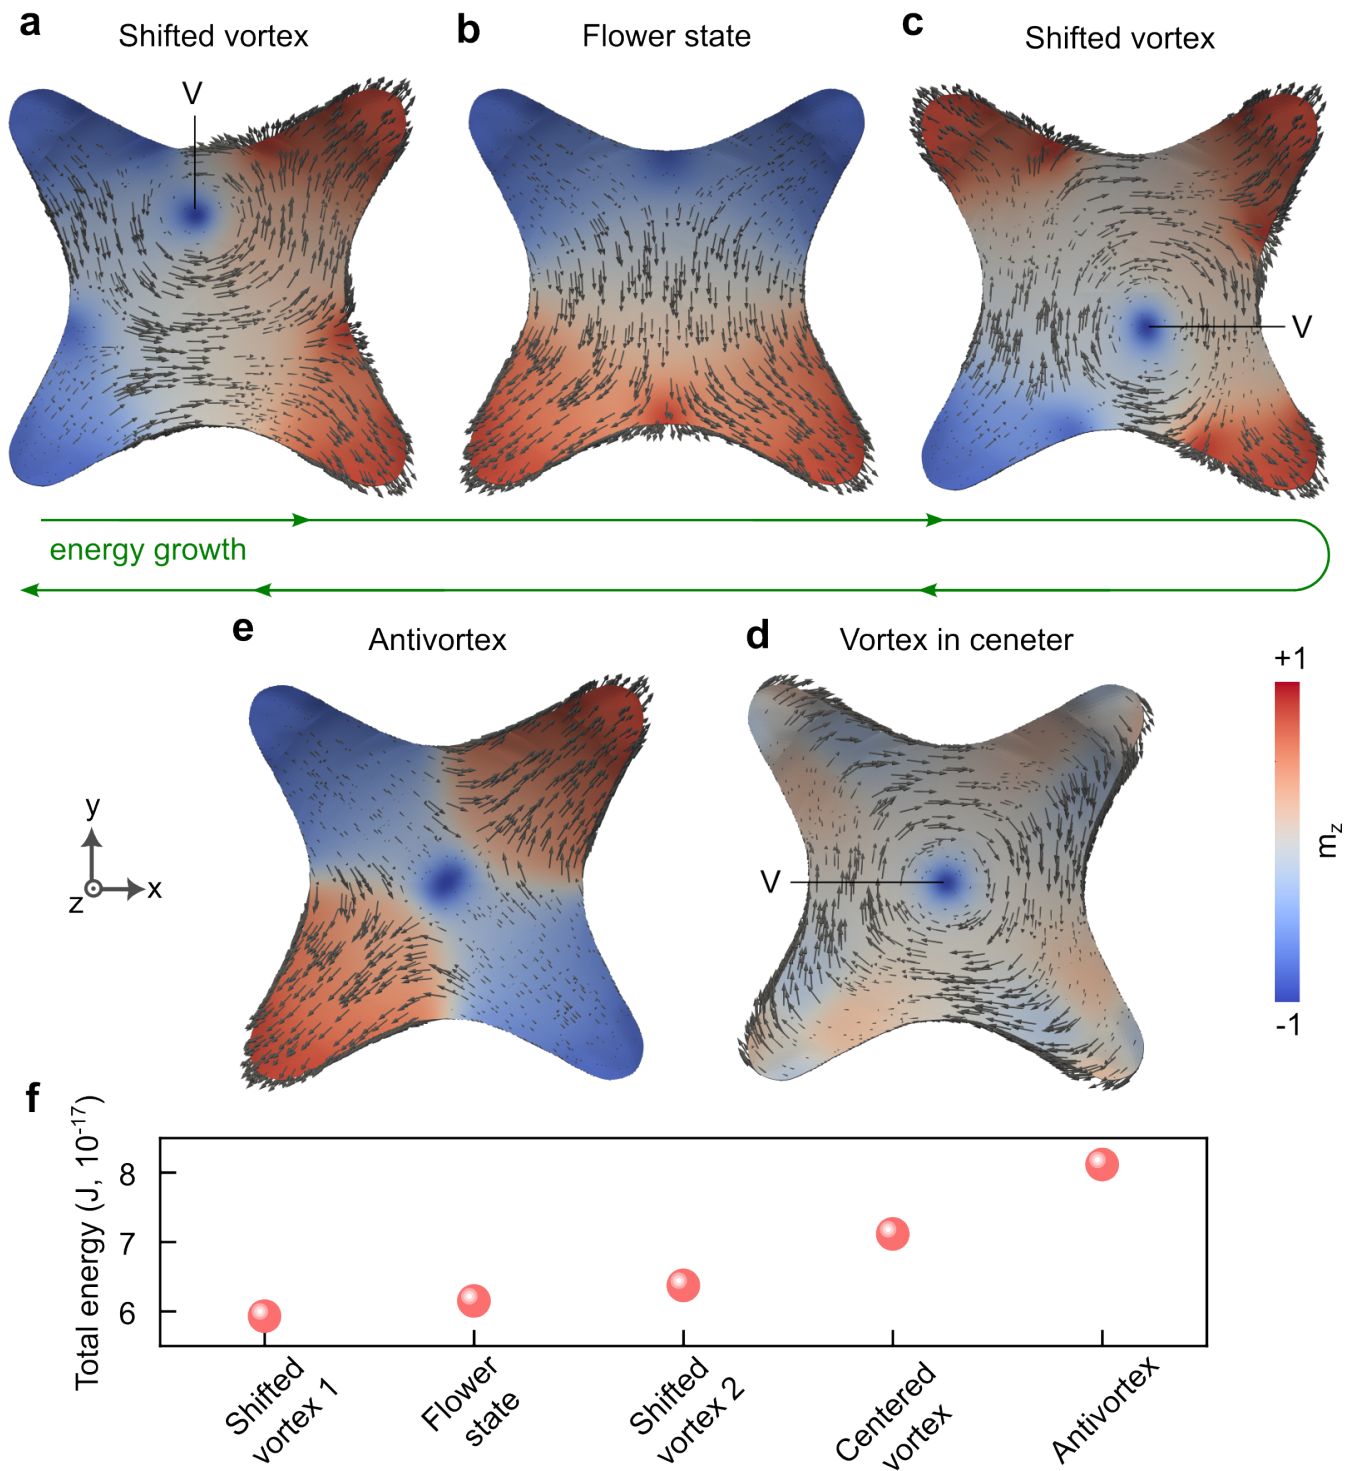 a
Shifted vortex
b
Flower state
c
Shifted vortex
V
V
energy growth
e
Antivortex
d
Vortex in ceneter
V
+1
m_z
-1
y
z
x
f
Total energy (J, 10^-17)
8
7
6
Shifted
vortex 1
Flower
state
Shifted
vortex 2
Centered
vortex
Antivortex